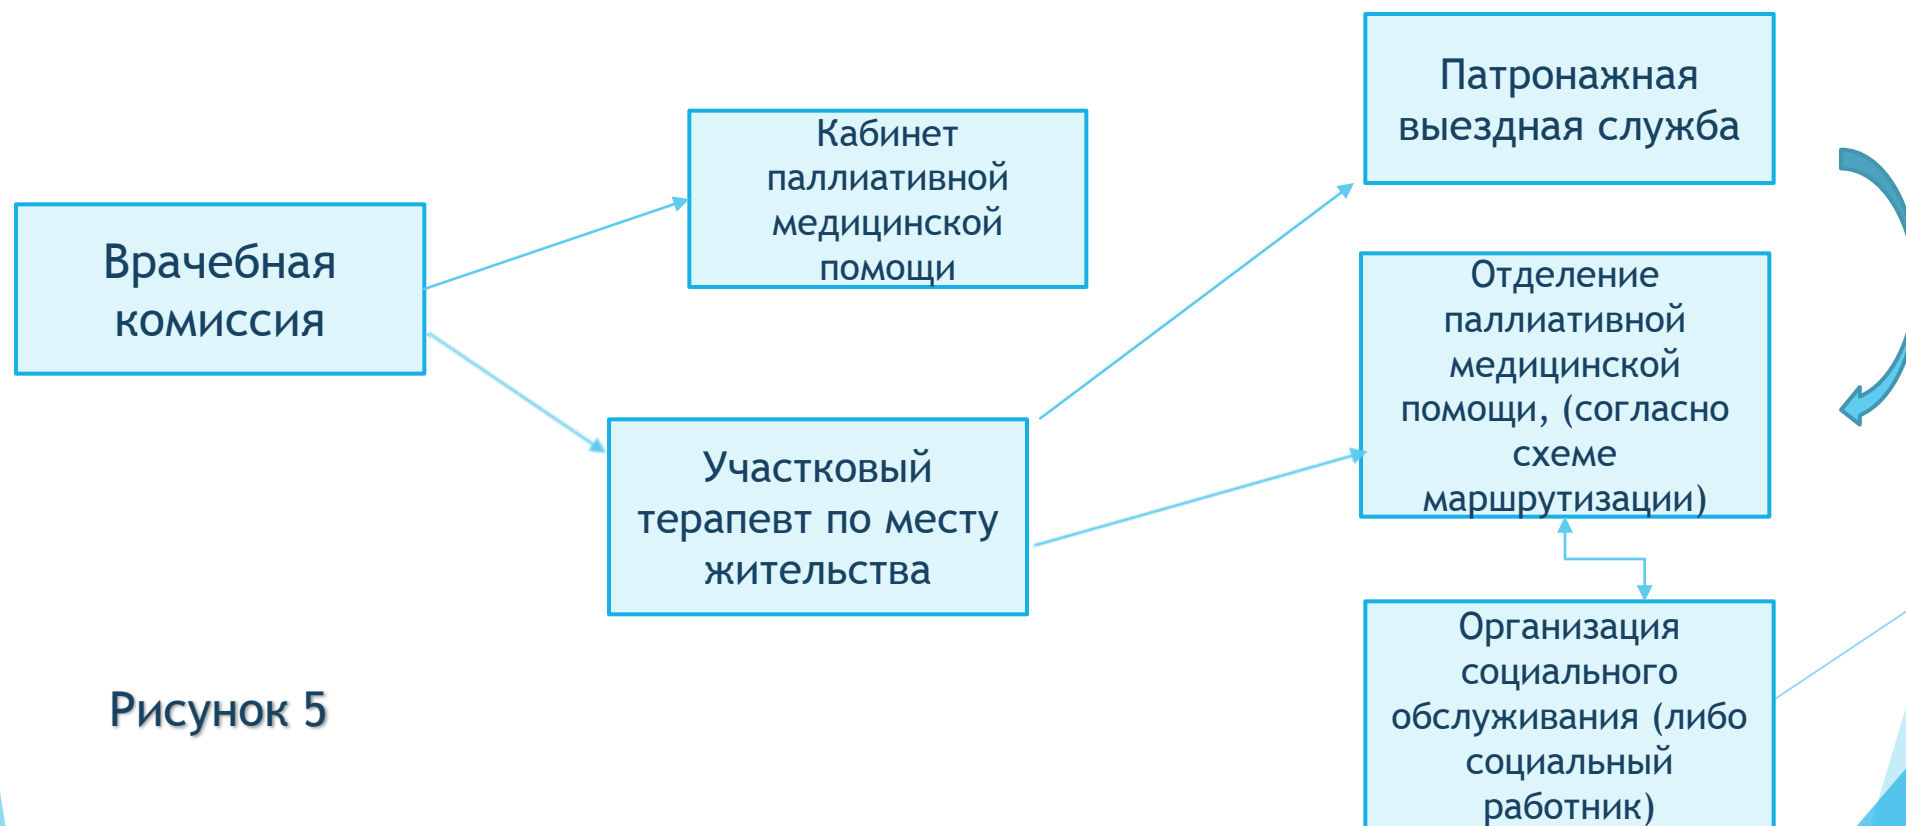 Врачебная
комиссия
Кабинет
паллиативной
медицинской
помощи
Участковый
терапевт по месту
жительства
Патронажная
выездная служба
Отделение
паллиативной
медицинской
помощи, (согласно
схеме
маршрутизации)
Организация
социального
обслуживания (либо
социальный
работник)
Рисунок 5